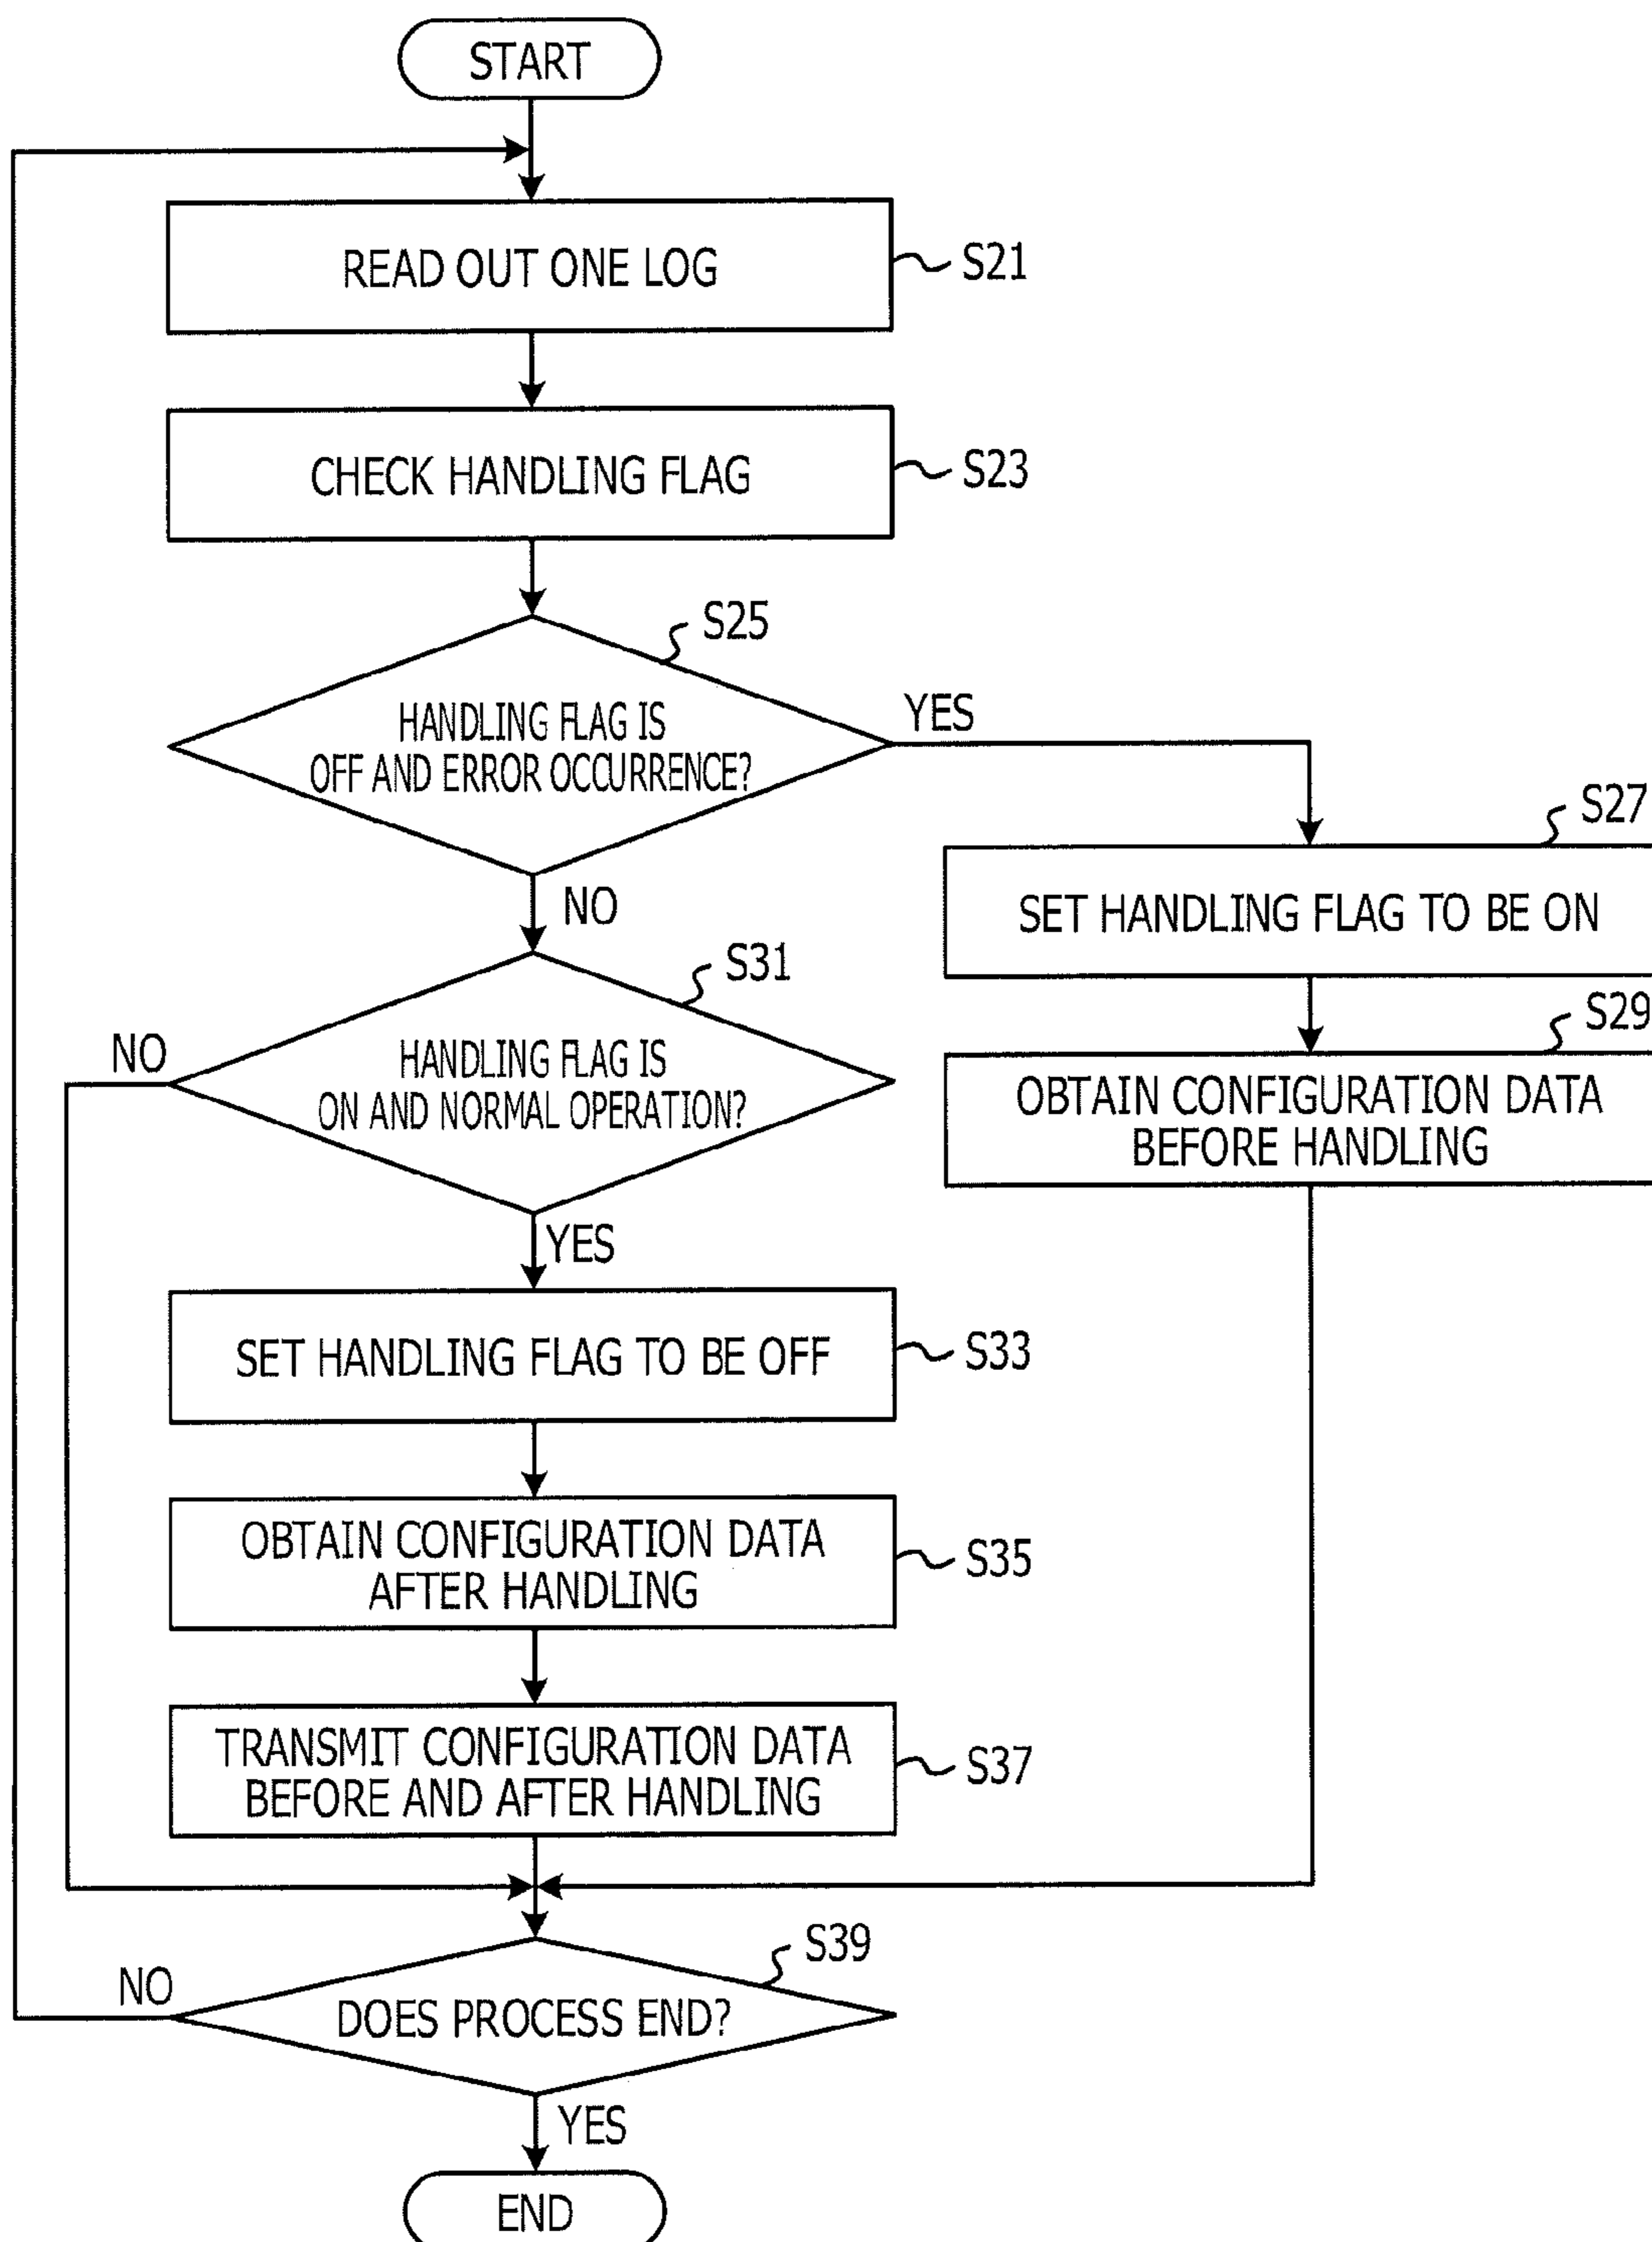 START
READ OUT ONE LOG
S21
CHECK HANDLING FLAG
S23
S25
HANDLING FLAG IS
OFF AND ERROR OCCURRENCE?
YES
NO
S27
SET HANDLING FLAG TO BE ON
S29
OBTAIN CONFIGURATION DATA
BEFORE HANDLING
S31
HANDLING FLAG IS
ON AND NORMAL OPERATION?
NO
YES
SET HANDLING FLAG TO BE OFF
S33
OBTAIN CONFIGURATION DATA
AFTER HANDLING
S35
TRANSMIT CONFIGURATION DATA
BEFORE AND AFTER HANDLING
S37
S39
DOES PROCESS END?
NO
YES
END